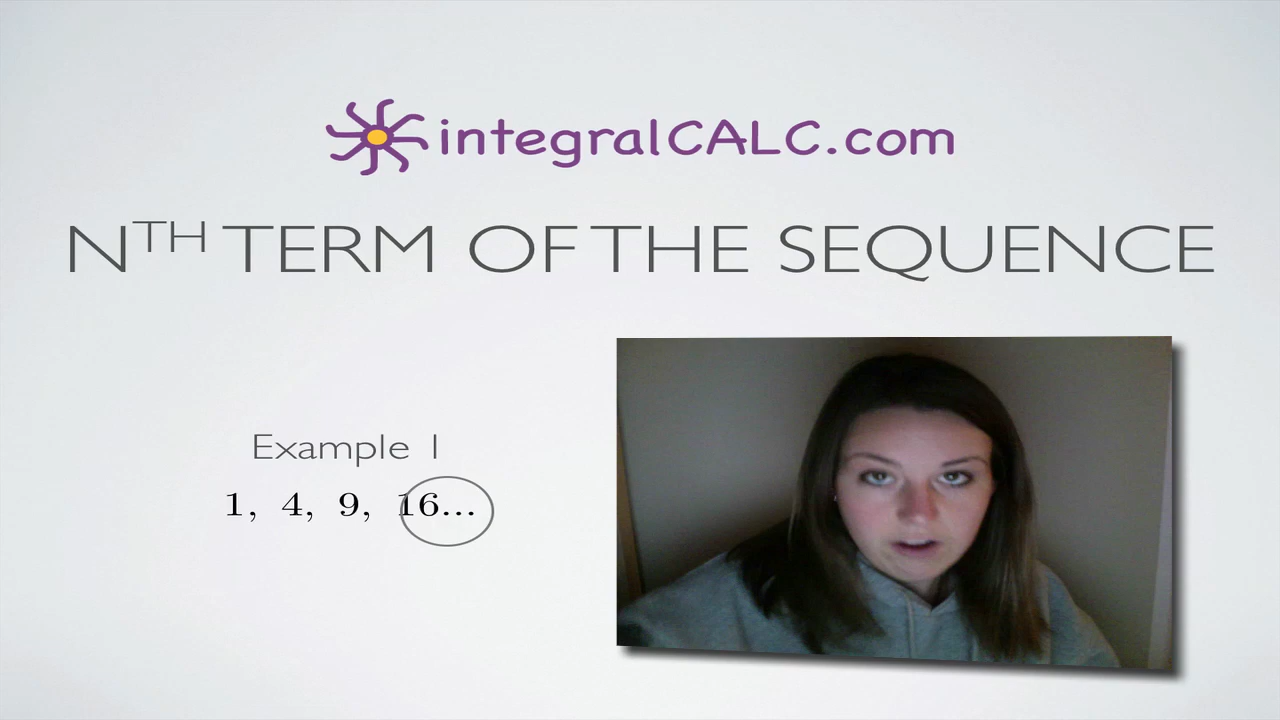 integralCALC.com
NTH TERM OF THE SEQUENCE
Example 1
1, 4, 9, 16...